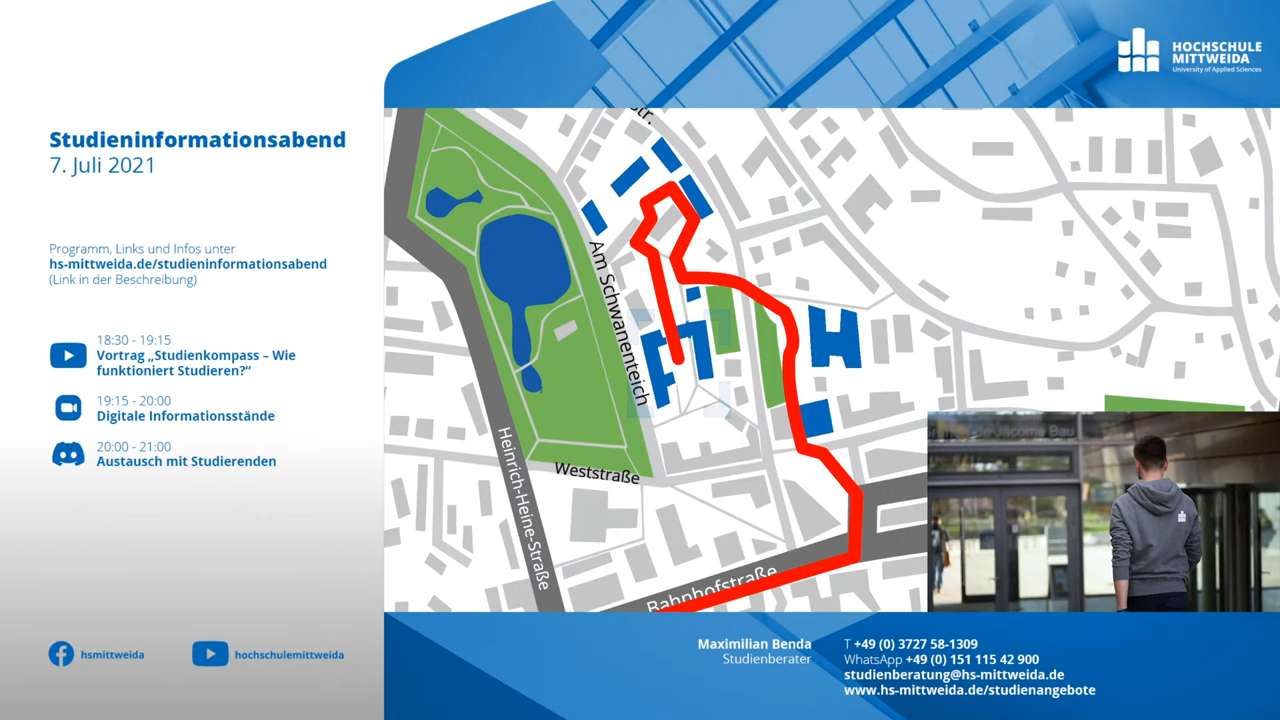 HOCHSCHULE
MITTWEIDA
University of Applied Sciences
Studieninformationsabend
7. Juli 2021
Programm, Links und Infos unter
hs-mittweida.de/studieninformationsabend
(Link in der Beschreibung)
18:30 - 19:15
Vortrag „Studienkompass – Wie
funktioniert Studieren?“
19:15 - 20:00
Digitale Informationsstände
20:00 - 21:00
Austausch mit Studierenden
hsmittweida
hochschulemittweida
str.
Am Schwanenteich
Weststraße
Heinrich-Heine-Straße
Bahnhofstraße
Bau
Maximilian Benda
Studienberater
T +49 (0) 3727 58-1309
WhatsApp +49 (0) 151 115 42 900
studienberatung@hs-mittweida.de
www.hs-mittweida.de/studienangebote